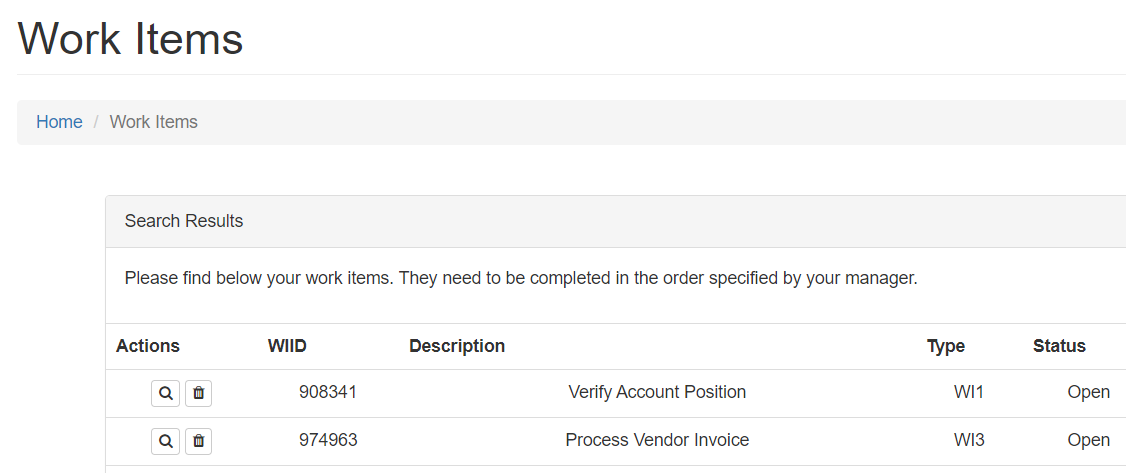 Work Items
Home / Work Items
Search Results
Please find below your work items. They need to be completed in the order specified by your manager.
Actions WIID Description Type Status
908341 Verify Account Position WI1 Open
974963 Process Vendor Invoice WI3 Open